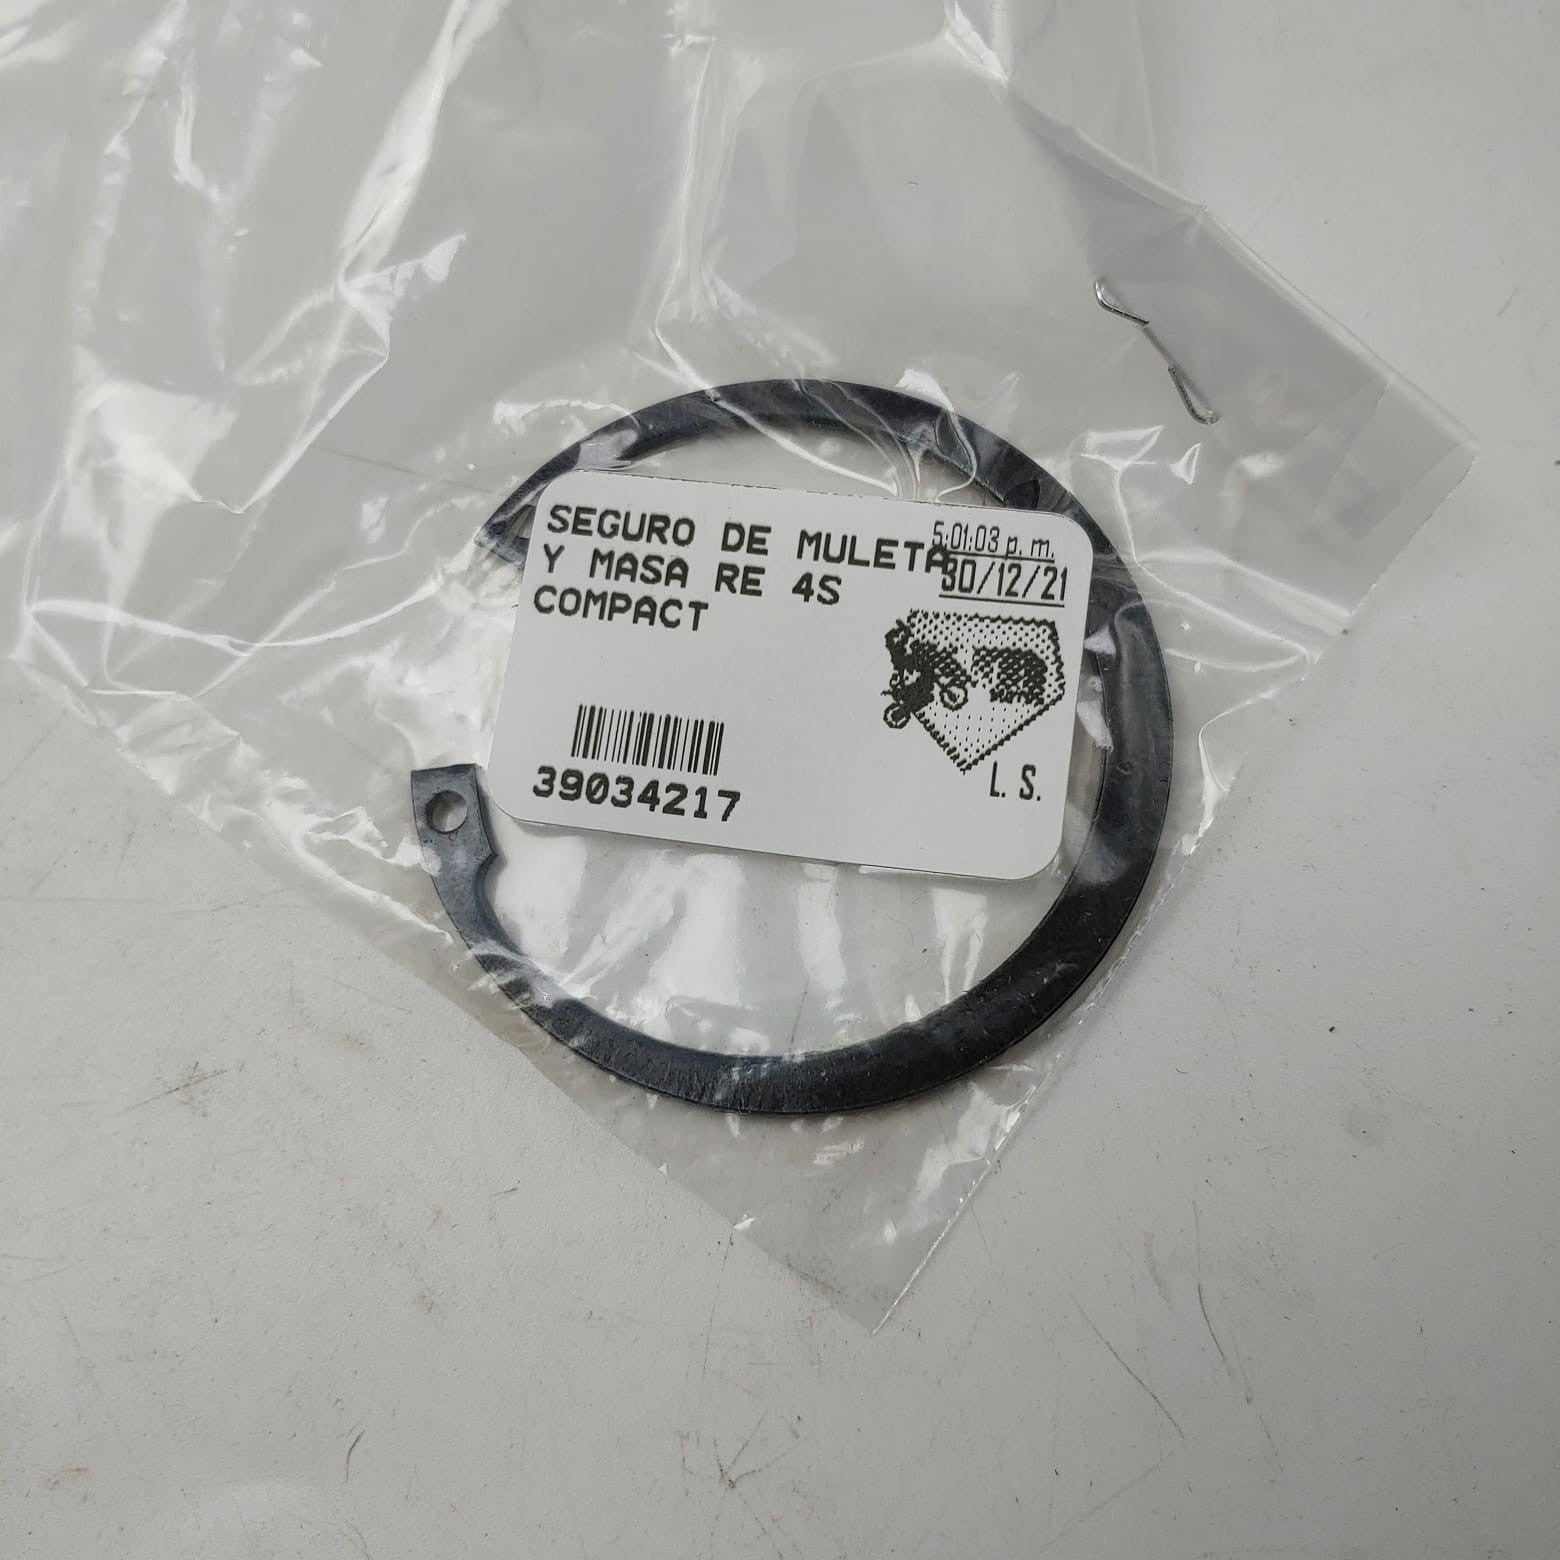 SEGURO DE MULETA
Y MASA RE 4S
COMPACT
5:01:03 p. m.
30/12/21
39034217
L. S.